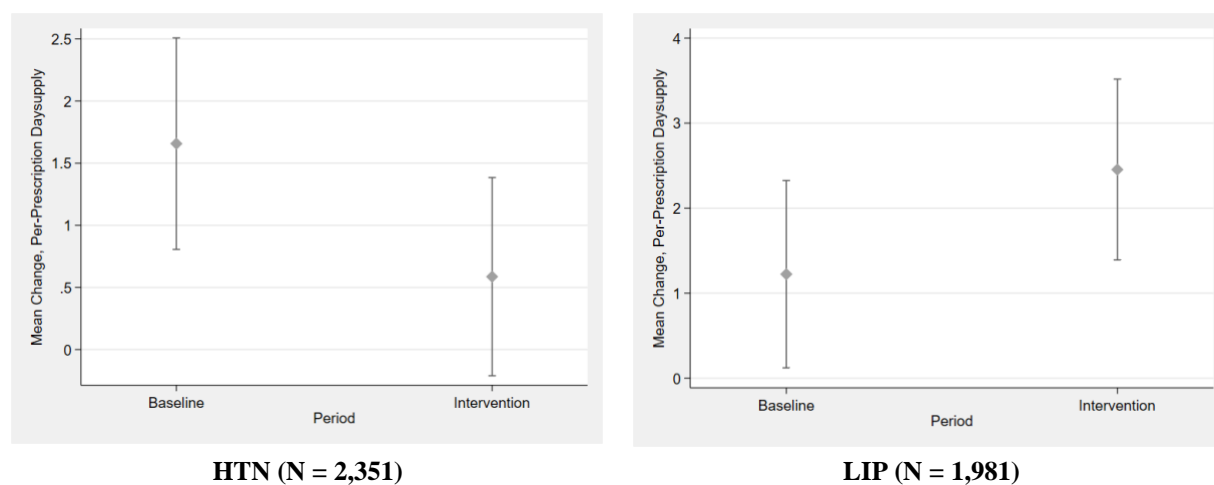 Mean Change, Per-Prescription Daysupply
2.5
2
1.5
1
.5
0
Baseline
Intervention
Period
HTN (N = 2,351)
Mean Change, Per-Prescription Daysupply
4
3
2
1
0
Baseline
Intervention
Period
LIP (N = 1,981)